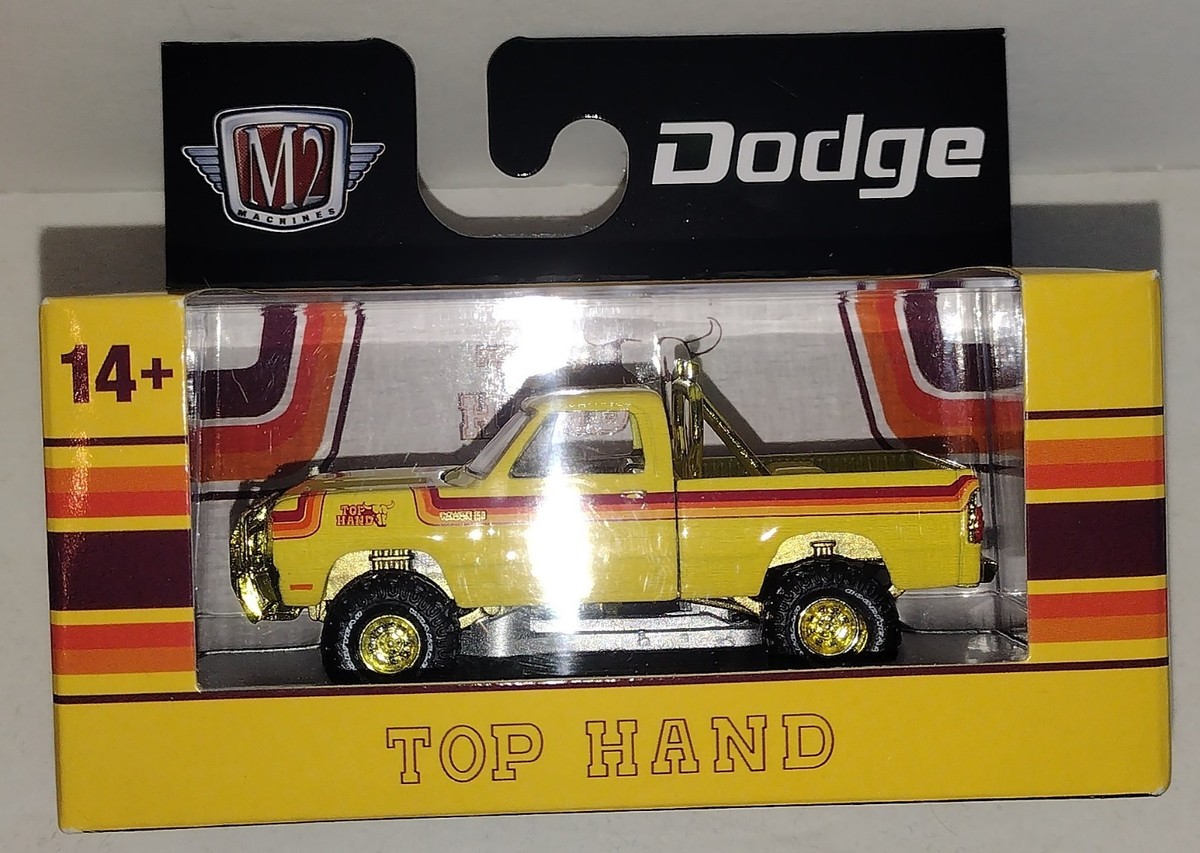 M2
MACHINES
Dodge
14+
TOP
HAND
TOP HAND